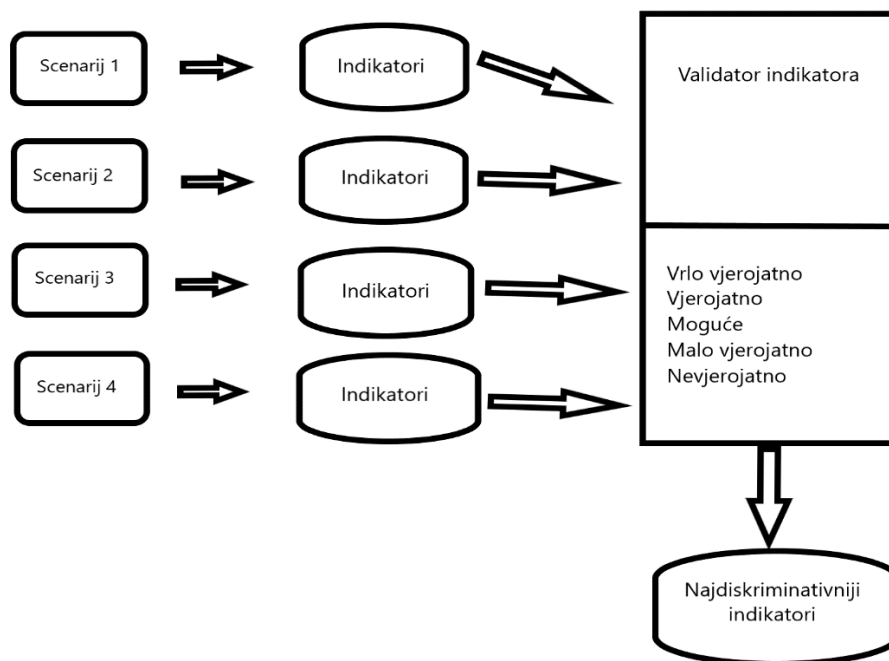 Scenarij 1
Indikatori
Validator indikatora
Scenarij 2
Indikatori
Scenarij 3
Indikatori
Vrlo vjerojatno
Vjerojatno
Moguće
Malo vjerojatno
Nevjerojatno
Scenarij 4
Indikatori
Najdiskriminativniji
indikatori